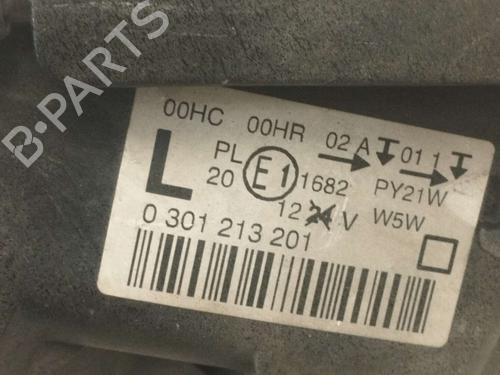 B-PARTS
00HC 00HR 02 A 01 1
L PL E1 1682 PY21W
20 12 24 V W5W
0 301 213 201